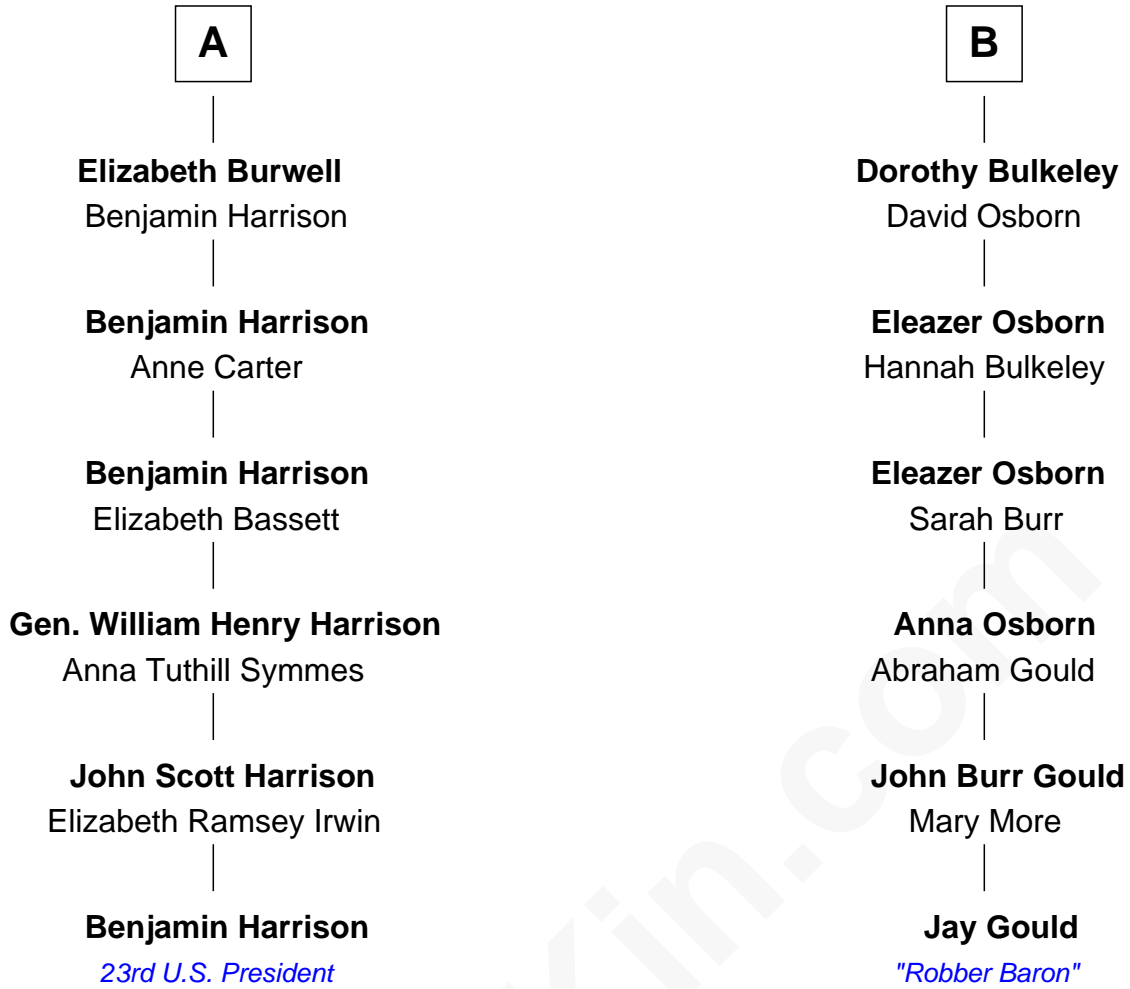 A
Elizabeth Burwell
Benjamin Harrison
Benjamin Harrison
Anne Carter
Benjamin Harrison
Elizabeth Bassett
Gen. William Henry Harrison
Anna Tuthill Symmes
John Scott Harrison
Elizabeth Ramsey Irwin
Benjamin Harrison
23rd U.S. President
B
Dorothy Bulkeley
David Osborn
Eleazer Osborn
Hannah Bulkeley
Eleazer Osborn
Sarah Burr
Anna Osborn
Abraham Gould
John Burr Gould
Mary More
Jay Gould
"Robber Baron"
Kin.com